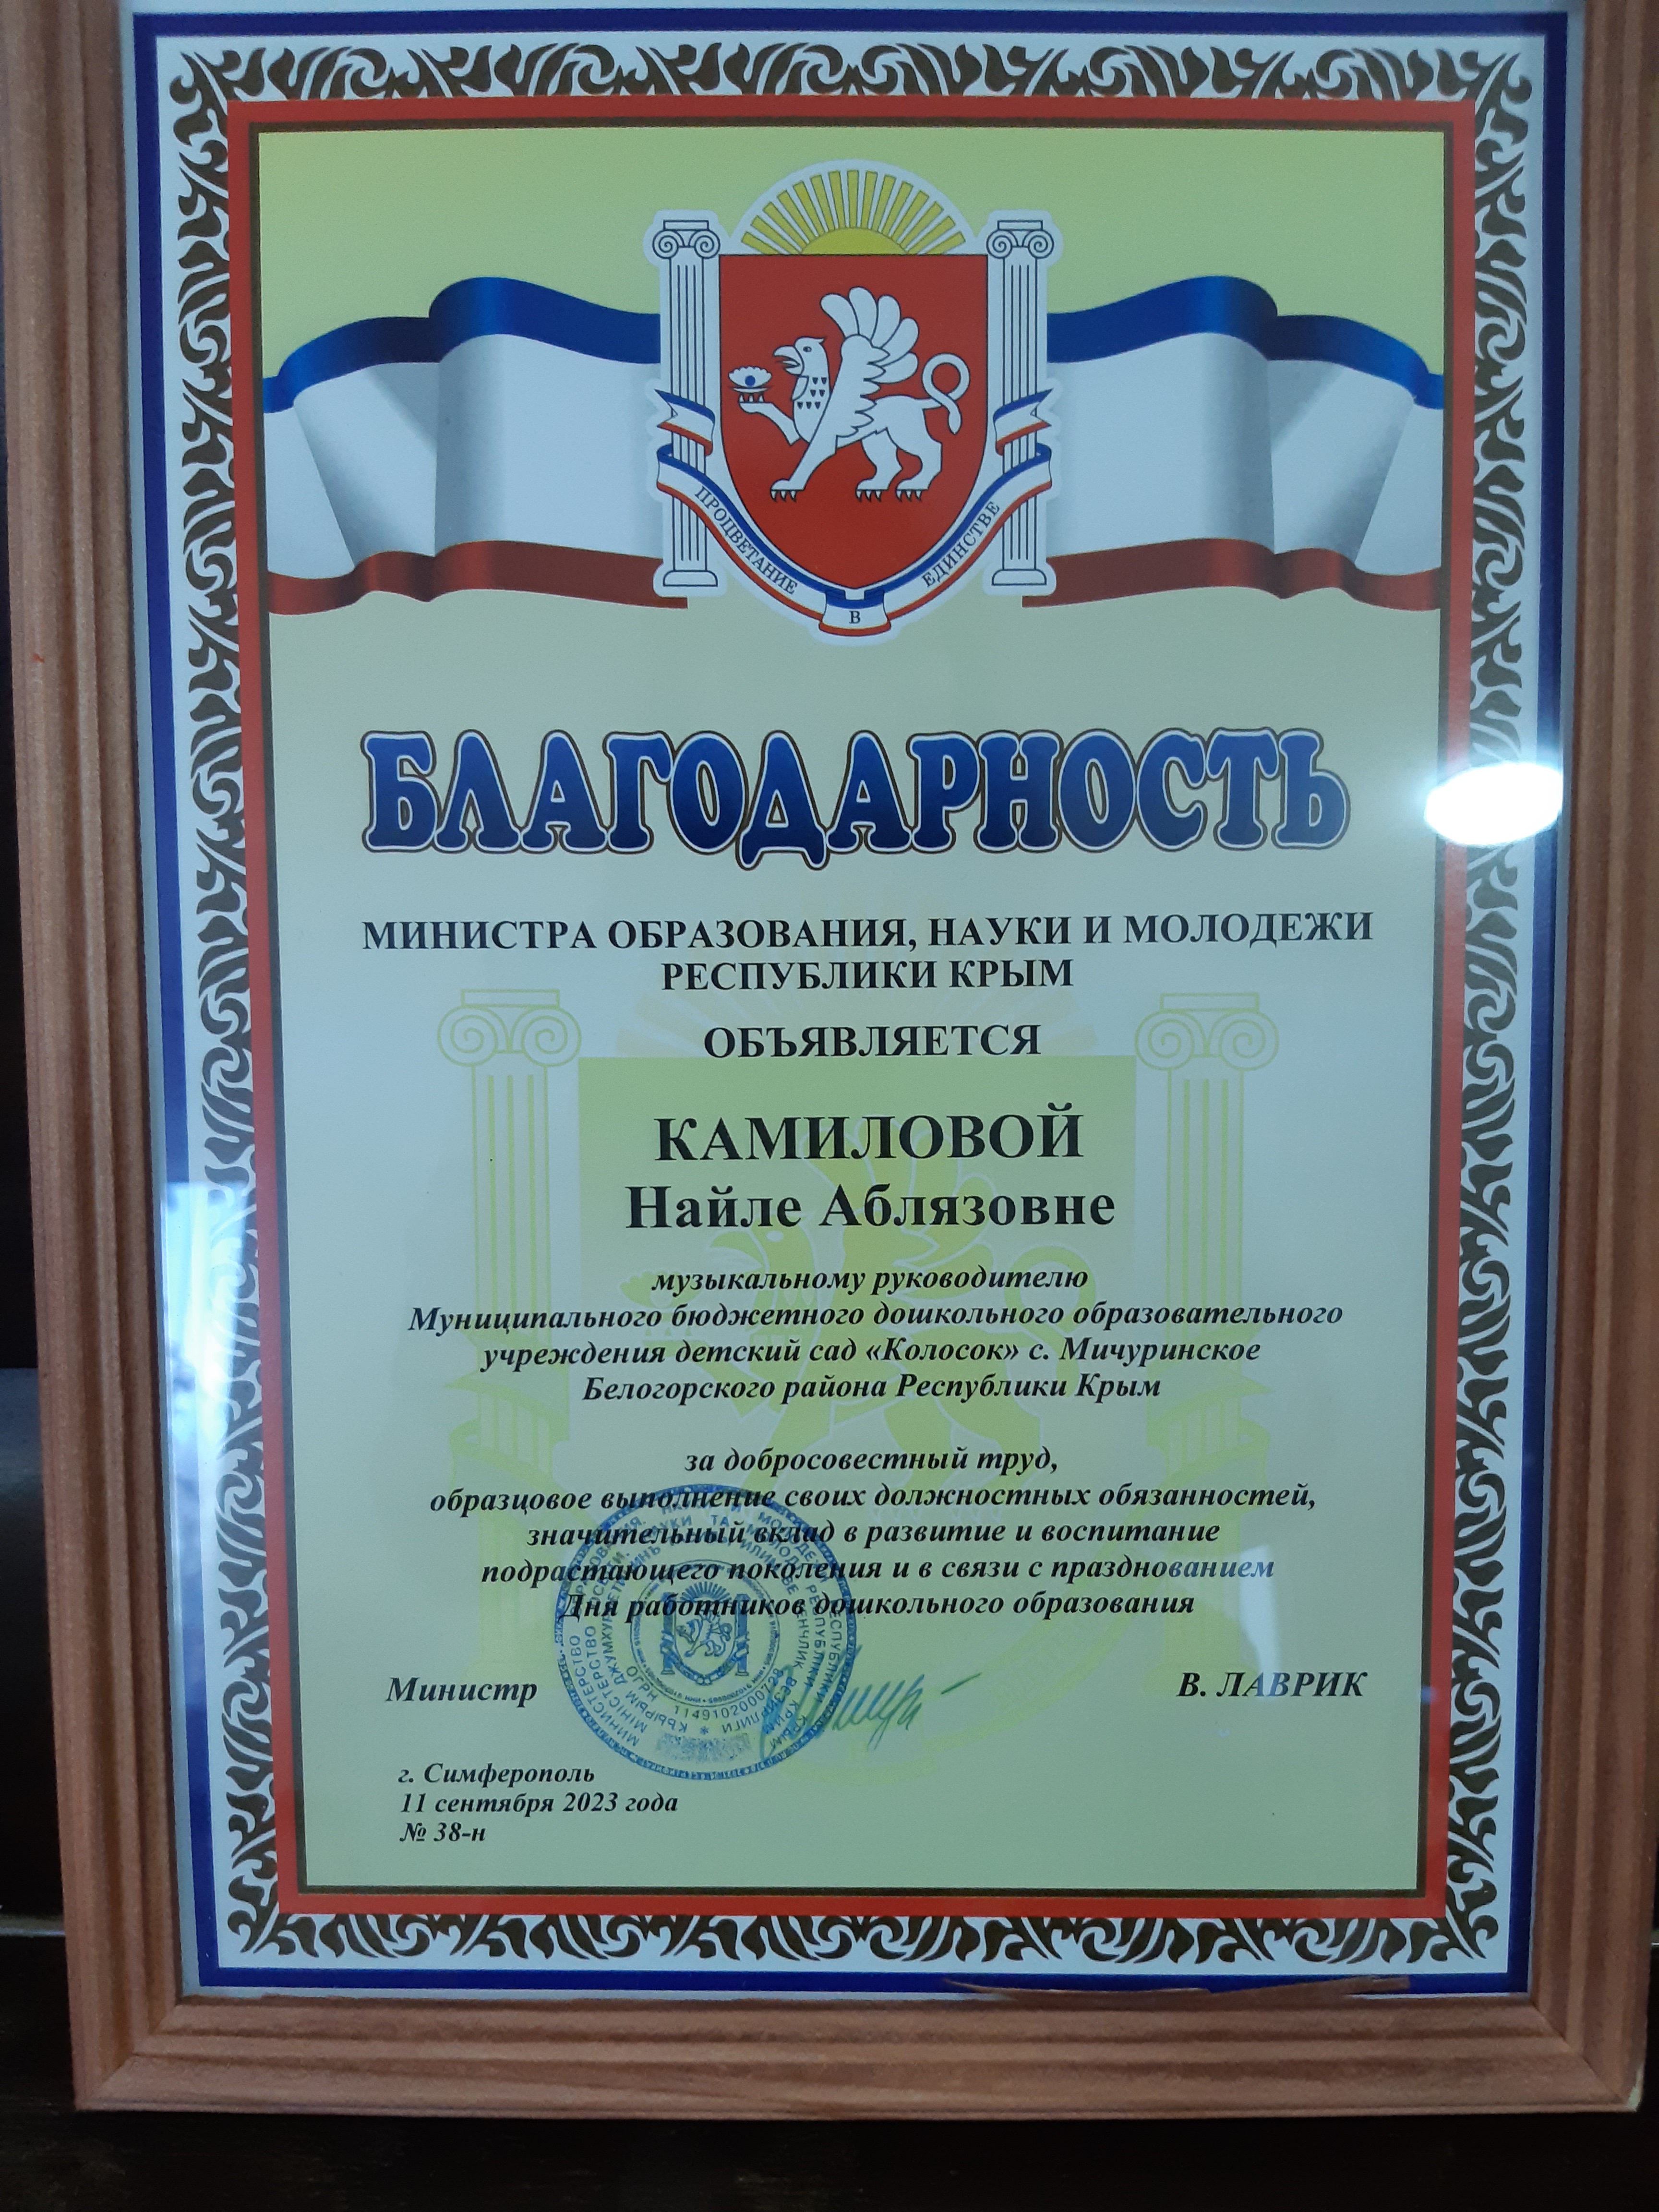 ПРОЦВЕТАНИЕ В ЕДИНСТВЕ
БЛАГОДАРНОСТЬ
МИНИСТРА ОБРАЗОВАНИЯ, НАУКИ И МОЛОДЕЖИ
РЕСПУБЛИКИ КРЫМ
ОБЪЯВЛЯЕТСЯ
КАМИЛОВОЙ
Найле Аблязовне
музыкальному руководителю
Муниципального бюджетного дошкольного образовательного
учреждения детский сад «Колосок» с. Мичуринское
Белогорского района Республики Крым
за добросовестный труд,
образцовое выполнение своих должностных обязанностей,
значительный вклад в развитие и воспитание
подрастающего поколения и в связи с празднованием
Дня работников дошкольного образования
Министр
В. ЛАВРИК
ОГРН 1149102000728
г. Симферополь
11 сентября 2023 года
№ 38-н